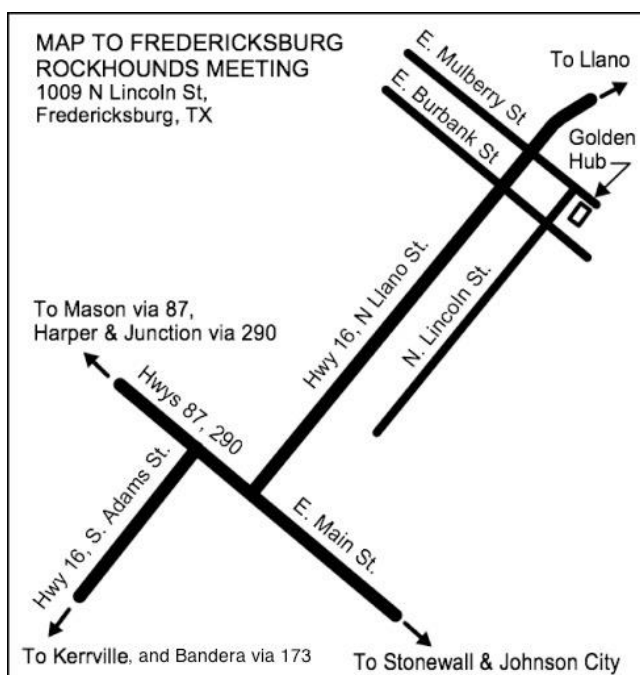 MAP TO FREDERICKSBURG
ROCKHOUNDS MEETING
1009 N Lincoln St,
Fredericksburg, TX
E. Mulberry St
To Llano
E. Burbank St
Golden
Hub
Hwy 16, N Llano St.
N. Lincoln St.
To Mason via 87,
Harper & Junction via 290
Hwys 87, 290
Hwy 16, S. Adams St.
E. Main St.
To Kerrville, and Bandera via 173
To Stonewall & Johnson City